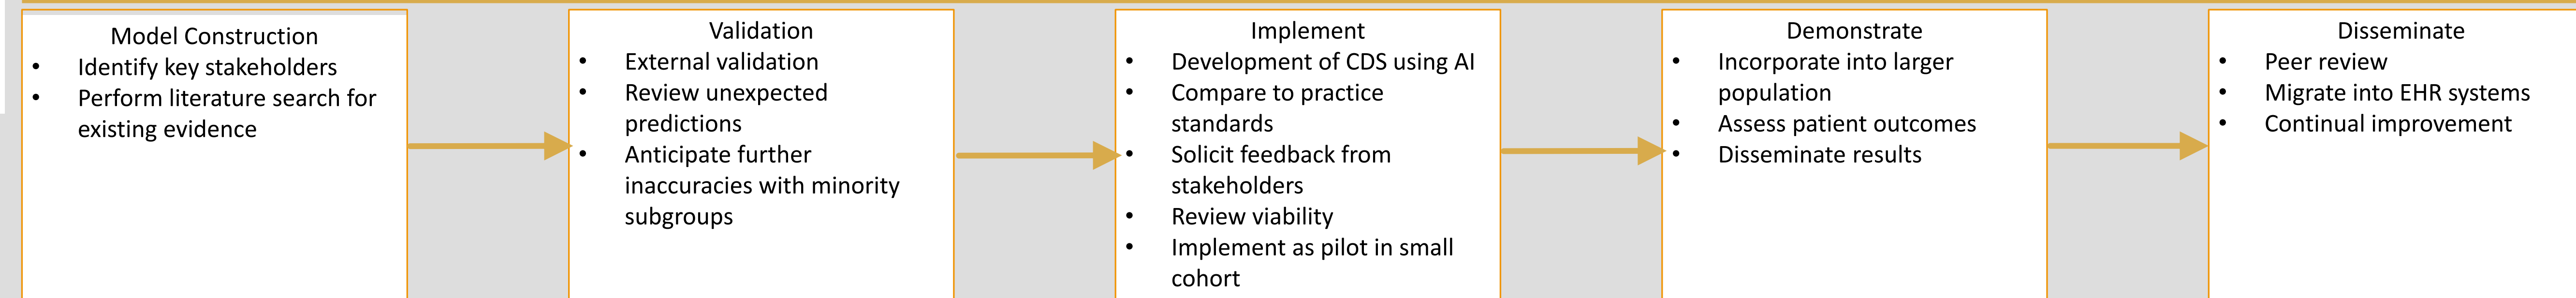 Model Construction
• Identify key stakeholders
• Perform literature search for
existing evidence
Validation
• External validation
• Review unexpected
predictions
• Anticipate further
inaccuracies with minority
subgroups
Implement
• Development of CDS using AI
• Compare to practice
standards
• Solicit feedback from
stakeholders
• Review viability
• Implement as pilot in small
cohort
Demonstrate
• Incorporate into larger
population
• Assess patient outcomes
• Disseminate results
Disseminate
• Peer review
• Migrate into EHR systems
• Continual improvement